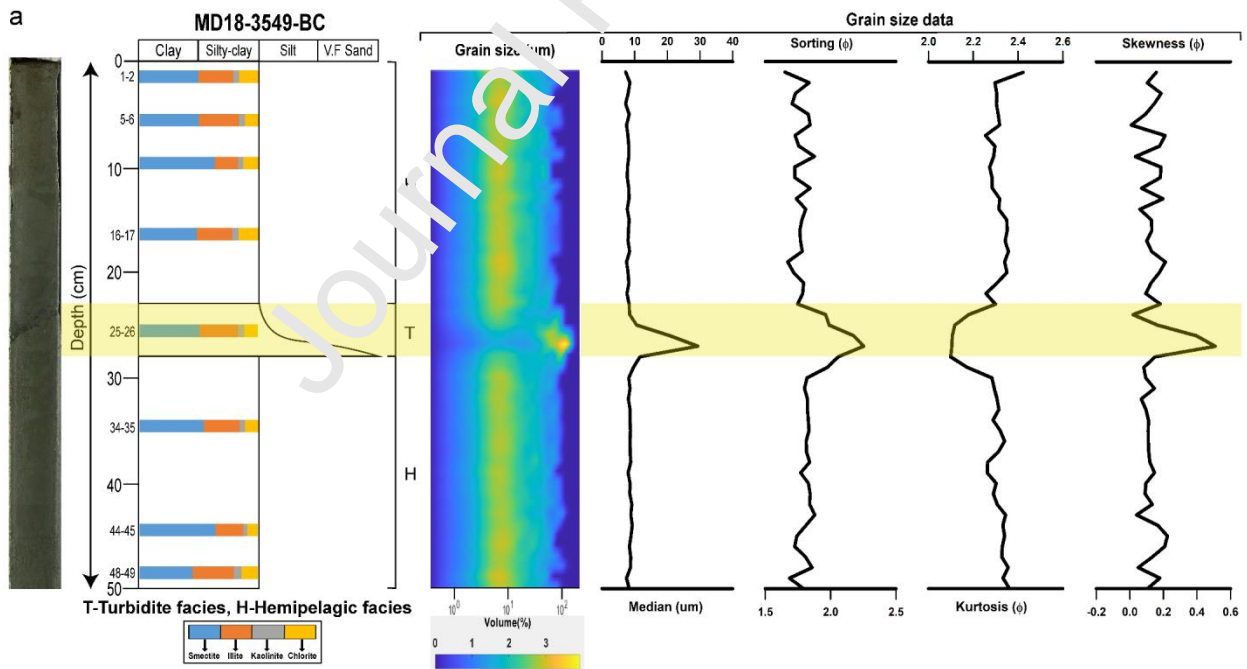 a
MD18-3549-BC
Grain size data
Clay Silty-clay Silt V.F Sand
Grain size (um)
0 10 20 30 40
Sorting (ϕ)
2.0 2.2 2.4 2.6
Skewness (ϕ)
0
1-2
5-6
10
16-17
20
25-26
30
34-35
40
44-45
48-49
50
Depth (cm)
T
H
Journal
10⁰ 10¹ 10²
Median (um)
1.5 2.0 2.5
Kurtosis (ϕ)
-0.2 0.0 0.2 0.4 0.6
T-Turbidite facies, H-Hemipelagic facies
Smectite Illite Kaolinite Chlorite
Volume(%)
0 1 2 3